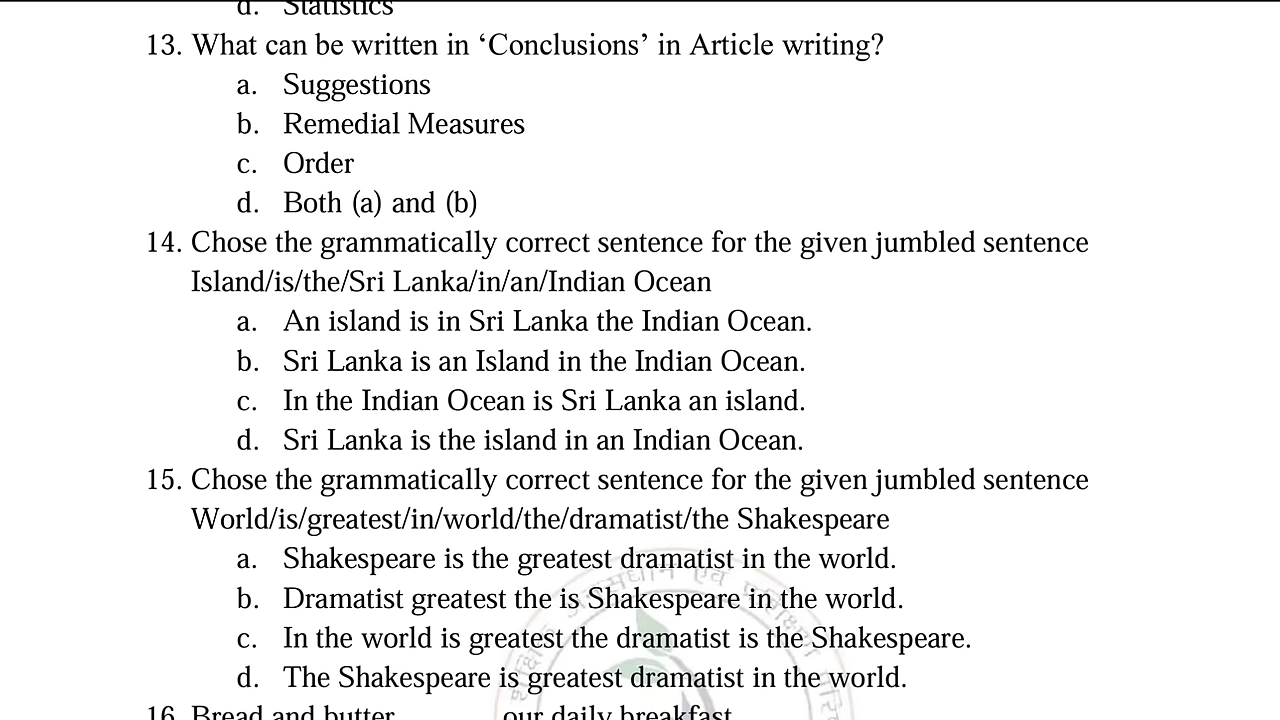 d. Statistics
13. What can be written in ‘Conclusions’ in Article writing?
a. Suggestions
b. Remedial Measures
c. Order
d. Both (a) and (b)
14. Chose the grammatically correct sentence for the given jumbled sentence
Island/is/the/Sri Lanka/in/an/Indian Ocean
a. An island is in Sri Lanka the Indian Ocean.
b. Sri Lanka is an Island in the Indian Ocean.
c. In the Indian Ocean is Sri Lanka an island.
d. Sri Lanka is the island in an Indian Ocean.
15. Chose the grammatically correct sentence for the given jumbled sentence
World/is/greatest/in/world/the/dramatist/the Shakespeare
a. Shakespeare is the greatest dramatist in the world.
b. Dramatist greatest the is Shakespeare in the world.
c. In the world is greatest the dramatist is the Shakespeare.
d. The Shakespeare is greatest dramatist in the world.
16. Bread and butter ________ our daily breakfast.